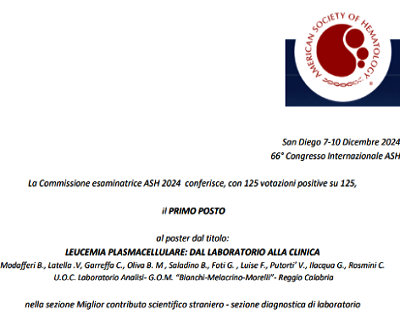 AMERICAN SOCIETY OF HEMATOLOGY
San Diego 7-10 Dicembre 2024
66° Congresso Internazionale ASH
La Commissione esaminatrice ASH 2024 conferisce, con 125 votazioni positive su 125,
il PRIMO POSTO
al poster dal titolo:
LEUCEMIA PLASMACELLULARE: DAL LABORATORIO ALLA CLINICA
Modafferi B., Latella .V, Garreffa C., Oliva B. M , Saladino B., Foti G. , Luise F., Putorti’ V., Ilacqua G., Rosmini C.
U.O.C. Laboratorio Analisi- G.O.M. “Bianchi-Melacrino-Morelli”- Reggio Calabria
nella sezione Miglior contributo scientifico straniero - sezione diagnostica di laboratorio